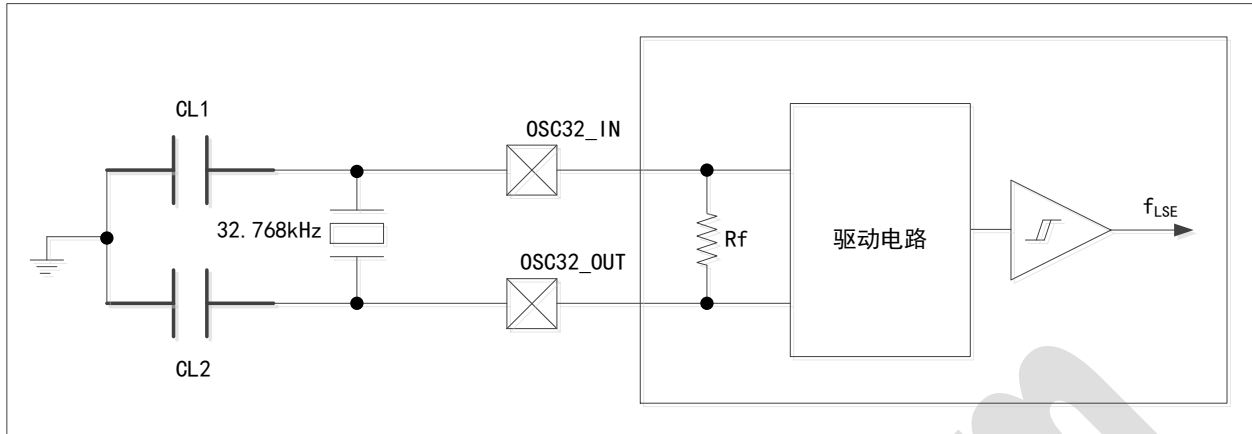 CL1
OSC32_IN
32.768kHz
Rf
驱动电路
fLSE
OSC32_OUT
CL2